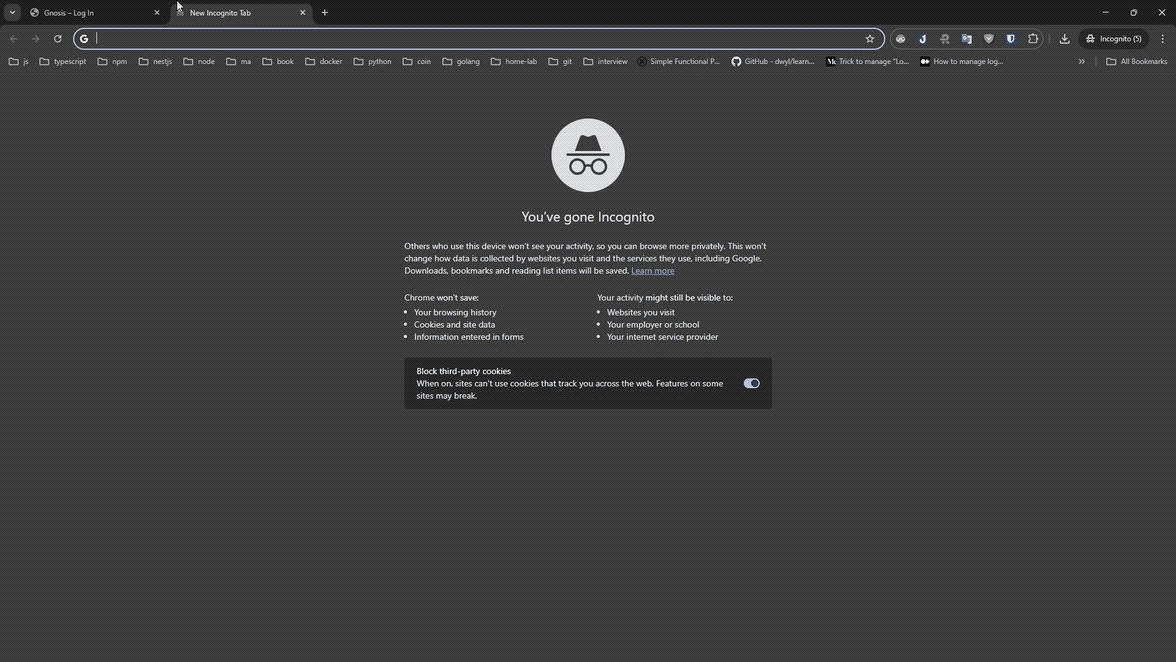 Gnosis – Log In
New Incognito Tab
Incognito (5)
js typescript npm nestjs node ma book docker python coin golang home-lab git interview Simple Functional P... GitHub - dwyl/learn... Trick to manage "Lo... How to manage log... » All Bookmarks
You've gone Incognito
Others who use this device won't see your activity, so you can browse more privately. This won't
change how data is collected by websites you visit and the services they use, including Google.
Downloads, bookmarks and reading list items will be saved. Learn more
Chrome won't save:
Your browsing history
Cookies and site data
Information entered in forms
Your activity might still be visible to:
Websites you visit
Your employer or school
Your internet service provider
Block third-party cookies
When on, sites can't use cookies that track you across the web. Features on some
sites may break.